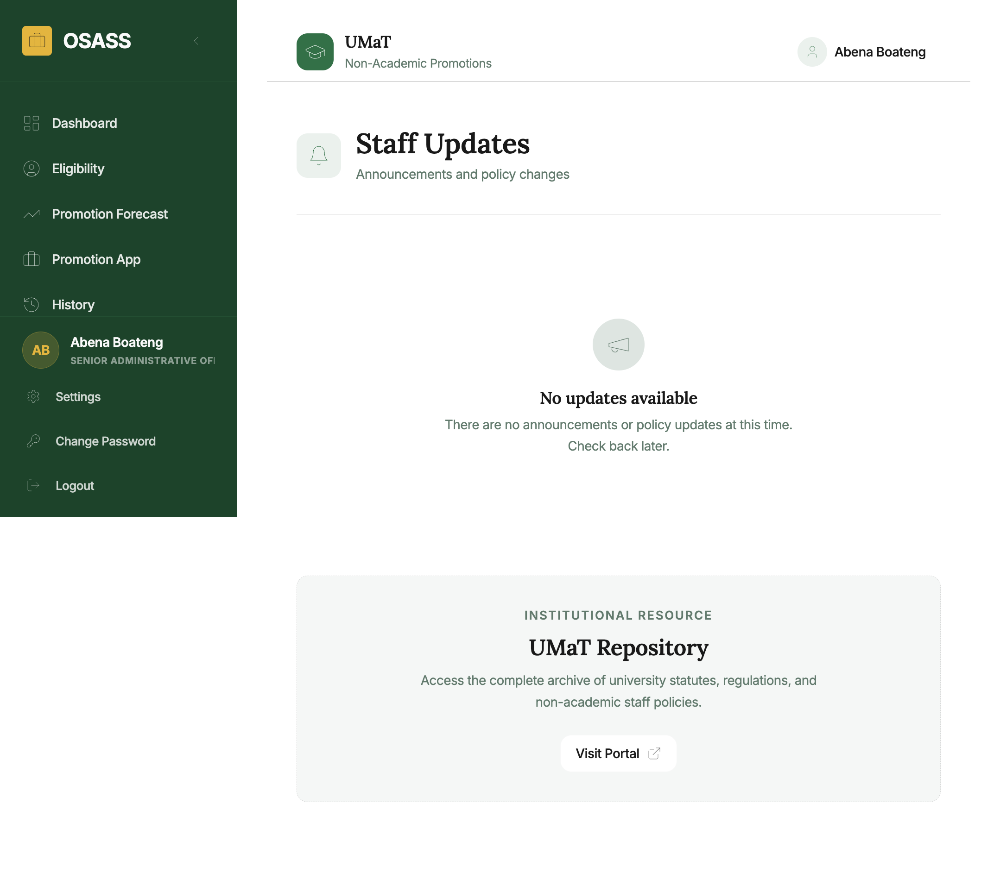 OSASS
Dashboard
Eligibility
Promotion Forecast
Promotion App
History
AB
Abena Boateng
SENIOR ADMINISTRATIVE
Settings
Change Password
Logout
UMaT
Non-Academic Promotions
Abena Boateng
Staff Updates
Announcements and policy changes
No updates available
There are no announcements or policy updates at this time.
Check back later.
INSTITUTIONAL RESOURCE
UMaT Repository
Access the complete archive of university statutes, regulations, and
non-academic staff policies.
Visit Portal